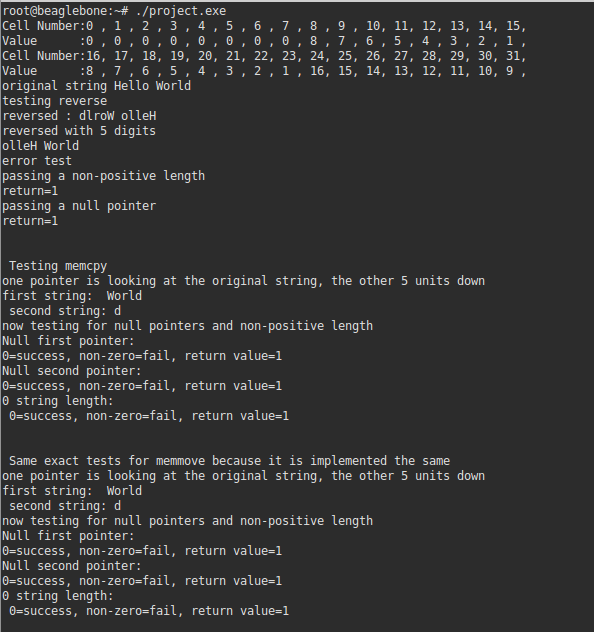 root@beaglebone:~# ./project.exe
Cell Number:0 , 1 , 2 , 3 , 4 , 5 , 6 , 7 , 8 , 9 , 10, 11, 12, 13, 14, 15,
Value      :0 , 0 , 0 , 0 , 0 , 0 , 0 , 0 , 8 , 7 , 6 , 5 , 4 , 3 , 2 , 1 ,
Cell Number:16, 17, 18, 19, 20, 21, 22, 23, 24, 25, 26, 27, 28, 29, 30, 31,
Value      :8 , 7 , 6 , 5 , 4 , 3 , 2 , 1 , 16, 15, 14, 13, 12, 11, 10, 9 ,
original string Hello World
testing reverse
reversed : dlroW olleH
reversed with 5 digits
olleH World
error test
passing a non-positive length
return=1
passing a null pointer
return=1
 Testing memcpy
one pointer is looking at the original string, the other 5 units down
first string:  World
 second string: d
now testing for null pointers and non-positive length
Null first pointer:
0=success, non-zero=fail, return value=1
Null second pointer:
0=success, non-zero=fail, return value=1
0 string length:
 0=success, non-zero=fail, return value=1
 Same exact tests for memmove because it is implemented the same
one pointer is looking at the original string, the other 5 units down
first string:  World
 second string: d
now testing for null pointers and non-positive length
Null first pointer:
0=success, non-zero=fail, return value=1
Null second pointer:
0=success, non-zero=fail, return value=1
0 string length:
 0=success, non-zero=fail, return value=1